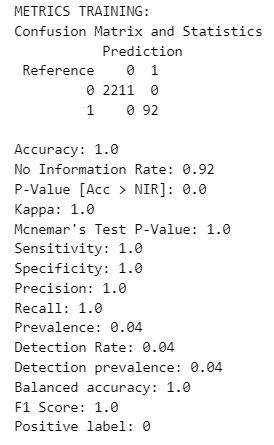 METRICS TRAINING:
Confusion Matrix and Statistics
Prediction
Reference 0 1
0 2211 0
1 0 92
Accuracy: 1.0
No Information Rate: 0.92
P-Value [Acc > NIR]: 0.0
Kappa: 1.0
Mcnemar's Test P-Value: 1.0
Sensitivity: 1.0
Specificity: 1.0
Precision: 1.0
Recall: 1.0
Prevalence: 0.04
Detection Rate: 0.04
Detection prevalence: 0.04
Balanced accuracy: 1.0
F1 Score: 1.0
Positive label: 0